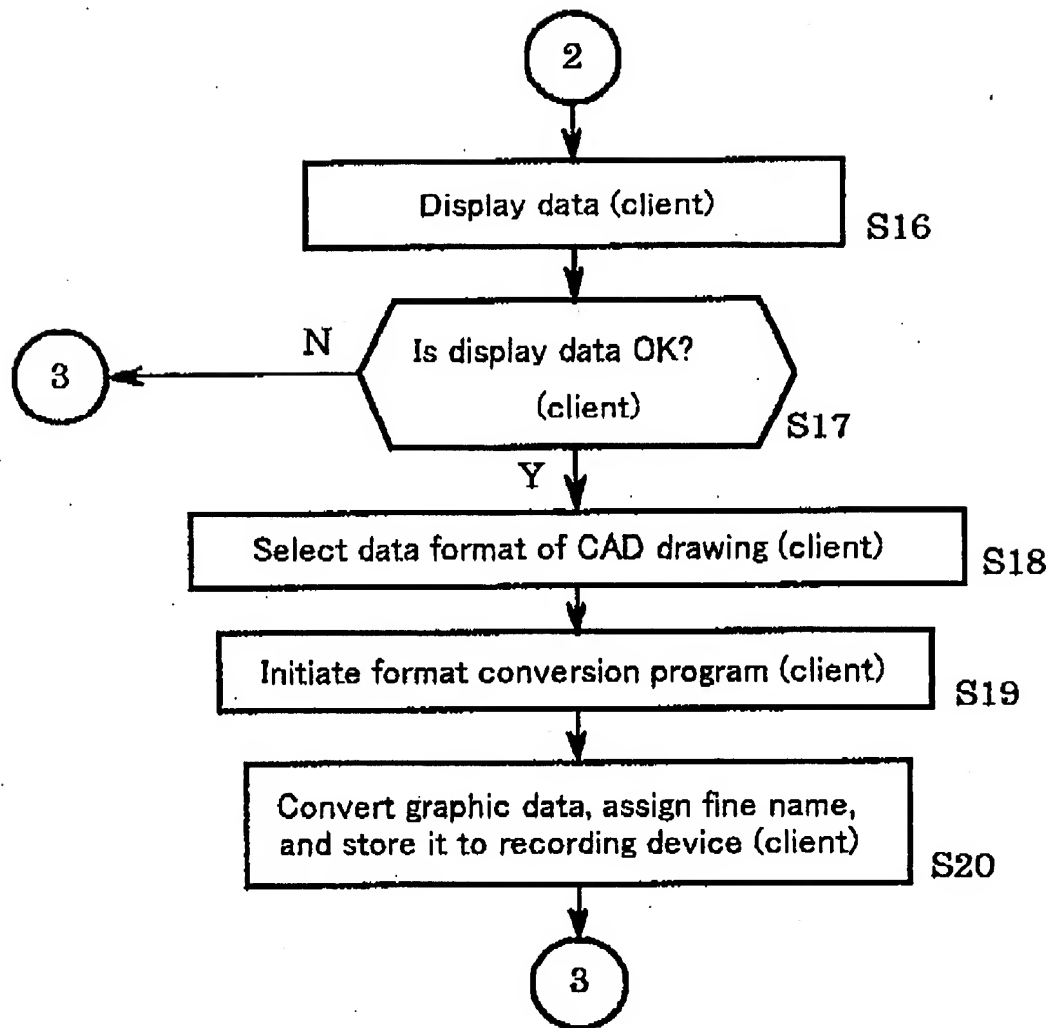 2
Display data (client)
S16
N
3
Is display data OK?
(client)
S17
Y
Select data format of CAD drawing (client)
S18
Initiate format conversion program (client)
S19
Convert graphic data, assign fine name,
and store it to recording device (client)
S20
3